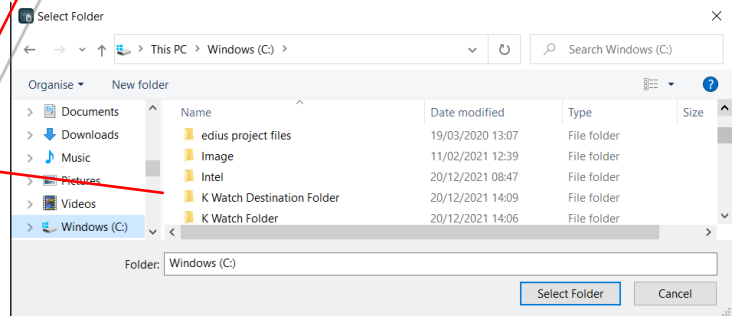 Select Folder
This PC > Windows (C:) >
Search Windows (C:)
Organise
New folder
Name Date modified Type Size
Documents
Downloads
Music
Pictures
Videos
Windows (C:)
edius project files 19/03/2020 13:07 File folder
Image 11/02/2021 12:39 File folder
Intel 20/12/2021 08:47 File folder
K Watch Destination Folder 20/12/2021 14:09 File folder
K Watch Folder 20/12/2021 14:06 File folder
Folder: Windows (C:)
Select Folder Cancel